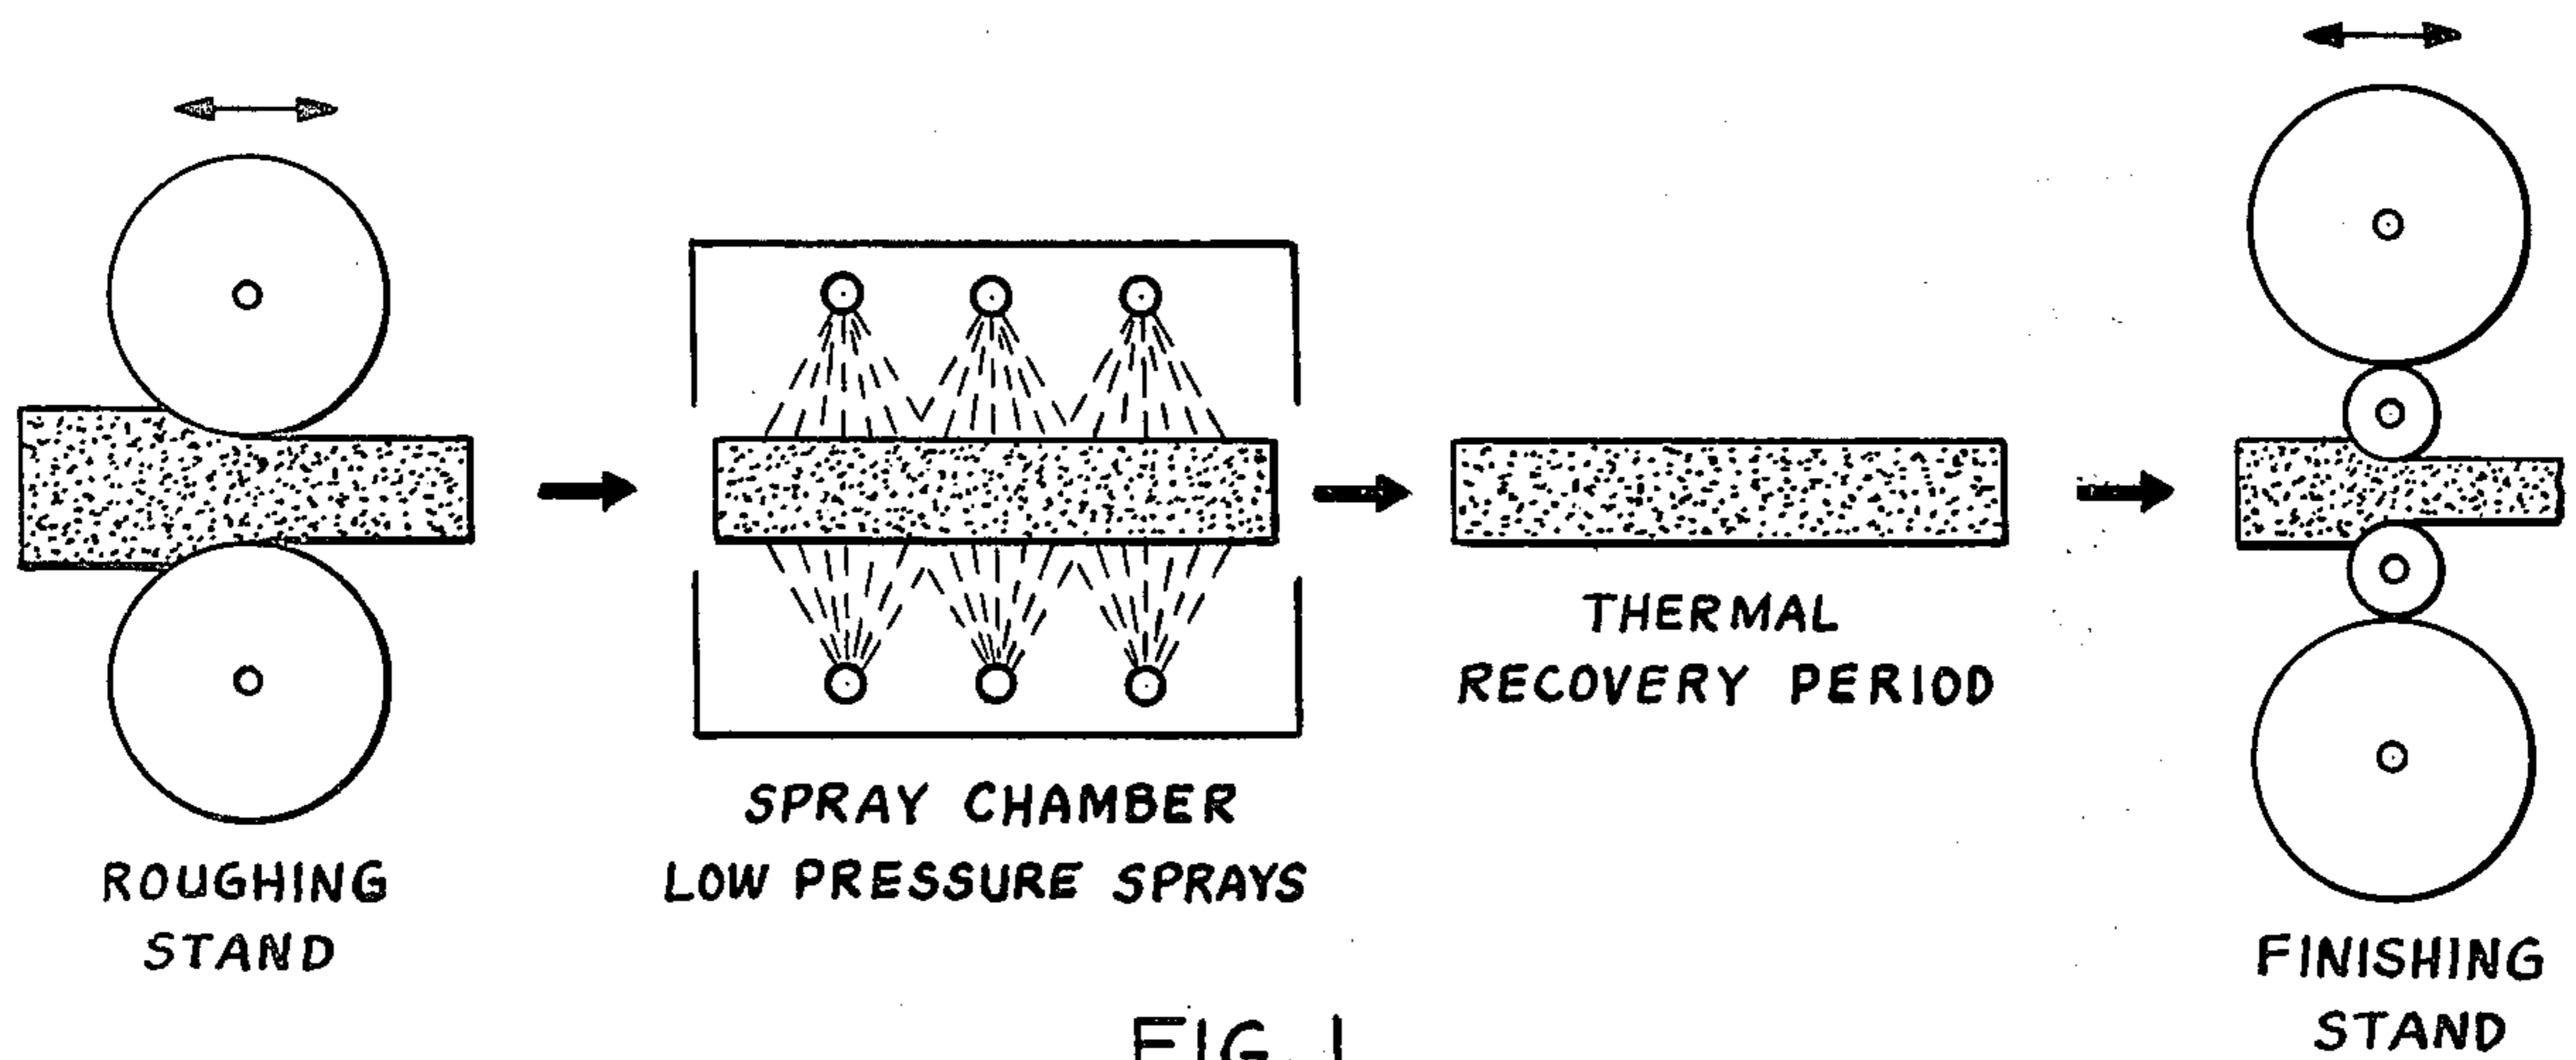 ROUGHING
STAND
SPRAY CHAMBER
LOW PRESSURE SPRAYS
THERMAL
RECOVERY PERIOD
FINISHING
STAND
FIG. 1